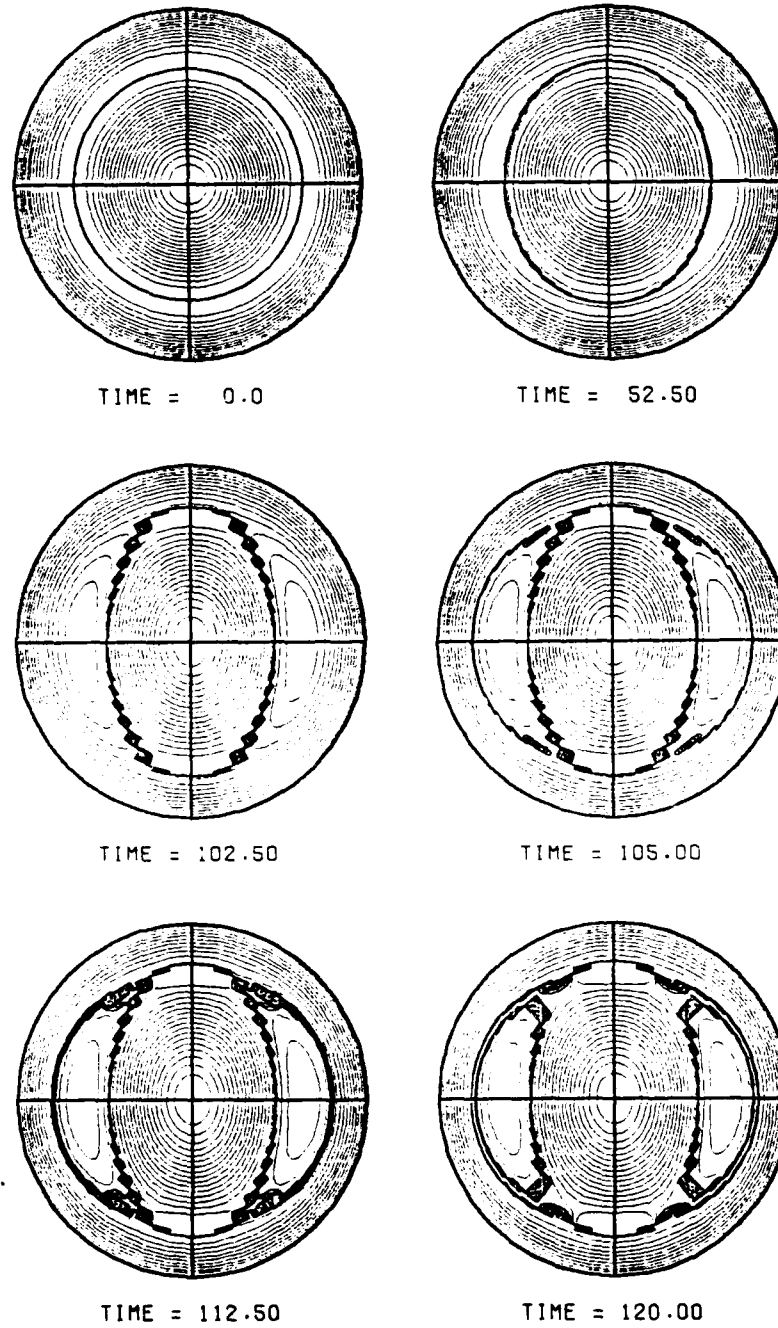 TIME = 0.0
TIME = 52.50
TIME = 102.50
TIME = 105.00
TIME = 112.50
TIME = 120.00